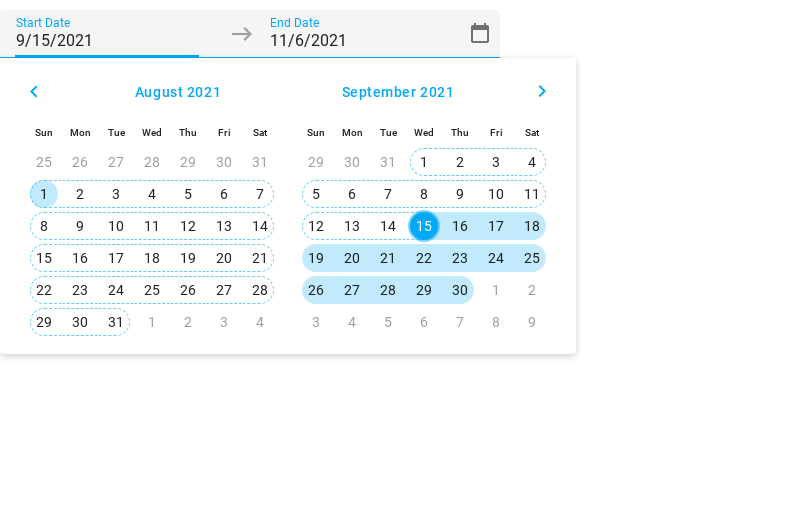 Start Date End Date
9/15/2021 11/6/2021
August 2021 September 2021
Sun Mon Tue Wed Thu Fri Sat Sun Mon Tue Wed Thu Fri Sat
25 26 27 28 29 30 31 29 30 31 1 2 3 4
1 2 3 4 5 6 7 5 6 7 8 9 10 11
8 9 10 11 12 13 14 12 13 14 15 16 17 18
15 16 17 18 19 20 21 19 20 21 22 23 24 25
22 23 24 25 26 27 28 26 27 28 29 30 1 2
29 30 31 1 2 3 4 3 4 5 6 7 8 9